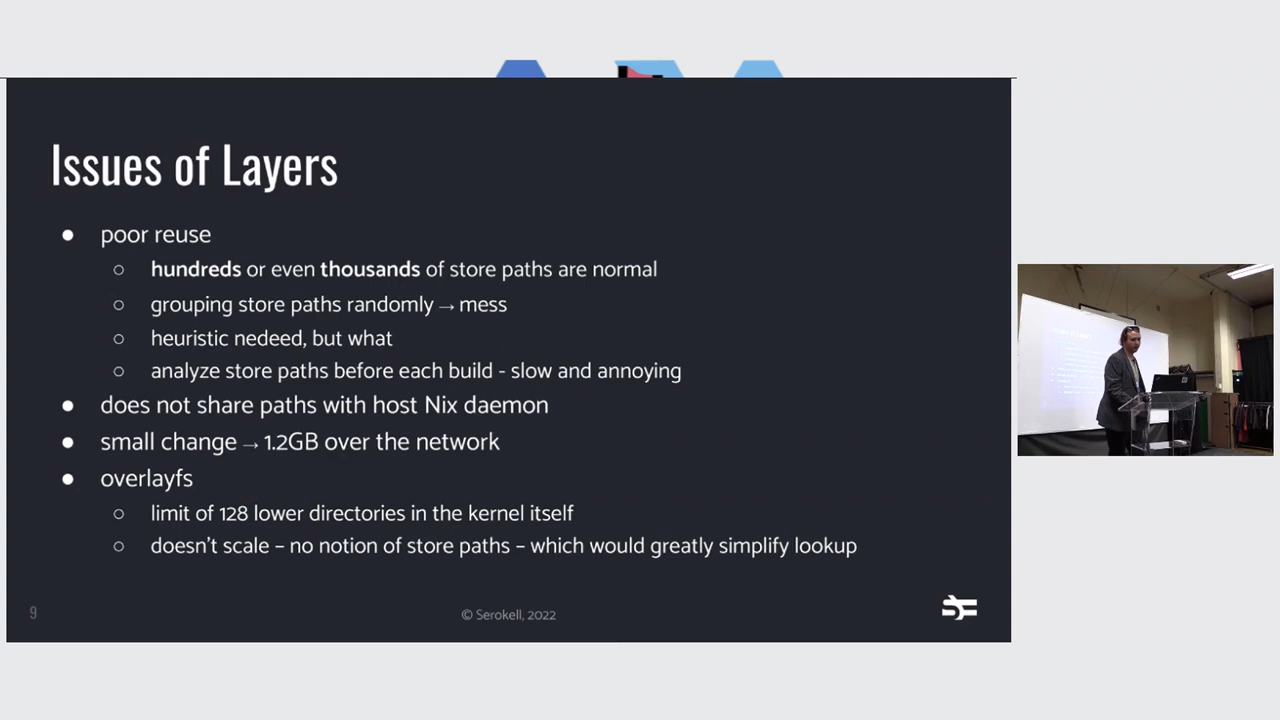 Issues of Layers
● poor reuse
○ hundreds or even thousands of store paths are normal
○ grouping store paths randomly → mess
○ heuristic nedeed, but what
○ analyze store paths before each build - slow and annoying
● does not share paths with host Nix daemon
● small change → 1.2GB over the network
● overlayfs
○ limit of 128 lower directories in the kernel itself
○ doesn't scale – no notion of store paths – which would greatly simplify lookup
9
© Serokell, 2022